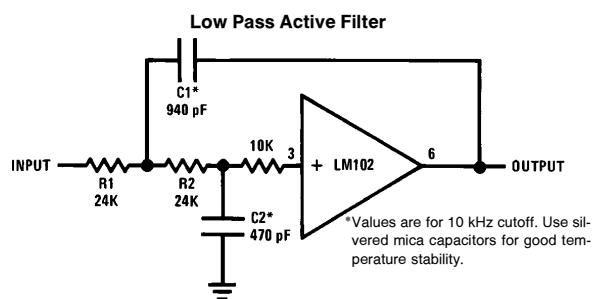 Low Pass Active Filter
C1*
940 pF
10K
3
+
LM102
6
INPUT
OUTPUT
R1
24K
R2
24K
C2*
470 pF
*Values are for 10 kHz cutoff. Use sil-
vered mica capacitors for good tem-
perature stability.